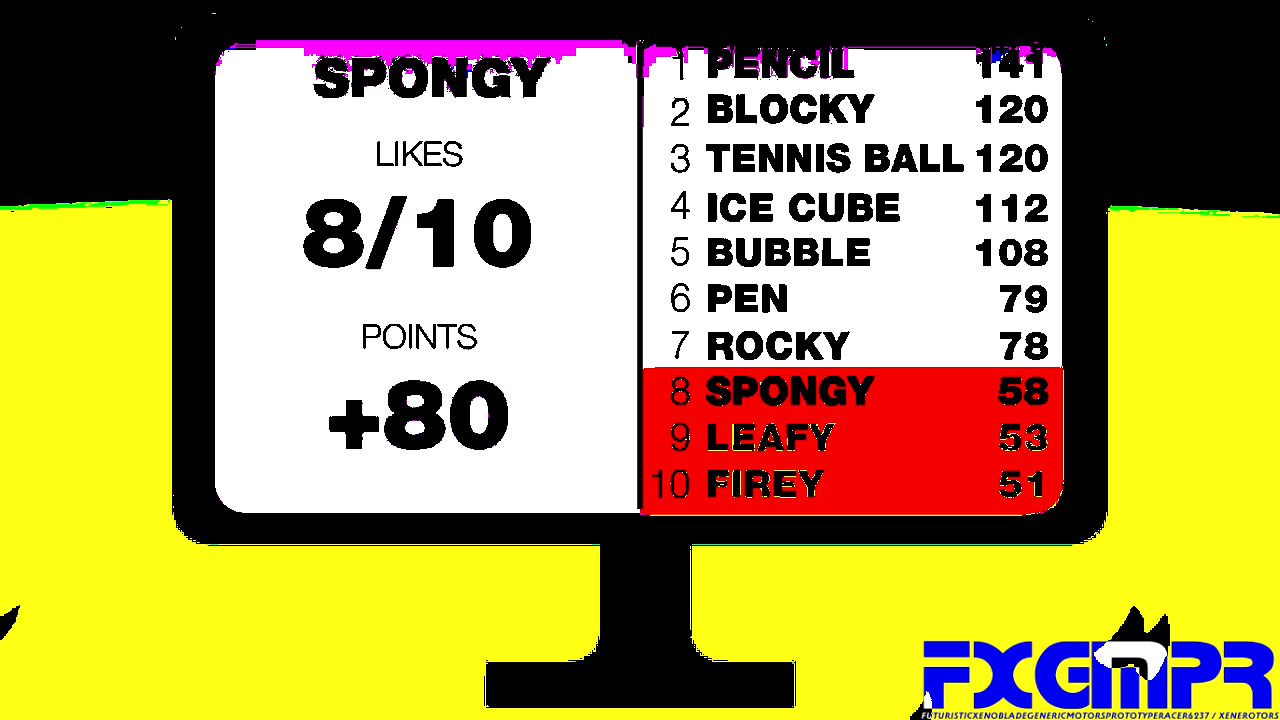 SPONGY
LIKES
8/10
POINTS
+80
1 PENCIL 141
2 BLOCKY 120
3 TENNIS BALL 120
4 ICE CUBE 112
5 BUBBLE 108
6 PEN 79
7 ROCKY 78
8 SPONGY 58
9 LEAFY 53
10 FIREY 51
FXGMPR
FUTURISTICXENOBLADEGENERICMOTORSPROTOTYPERACER6237 / XENEROTORS